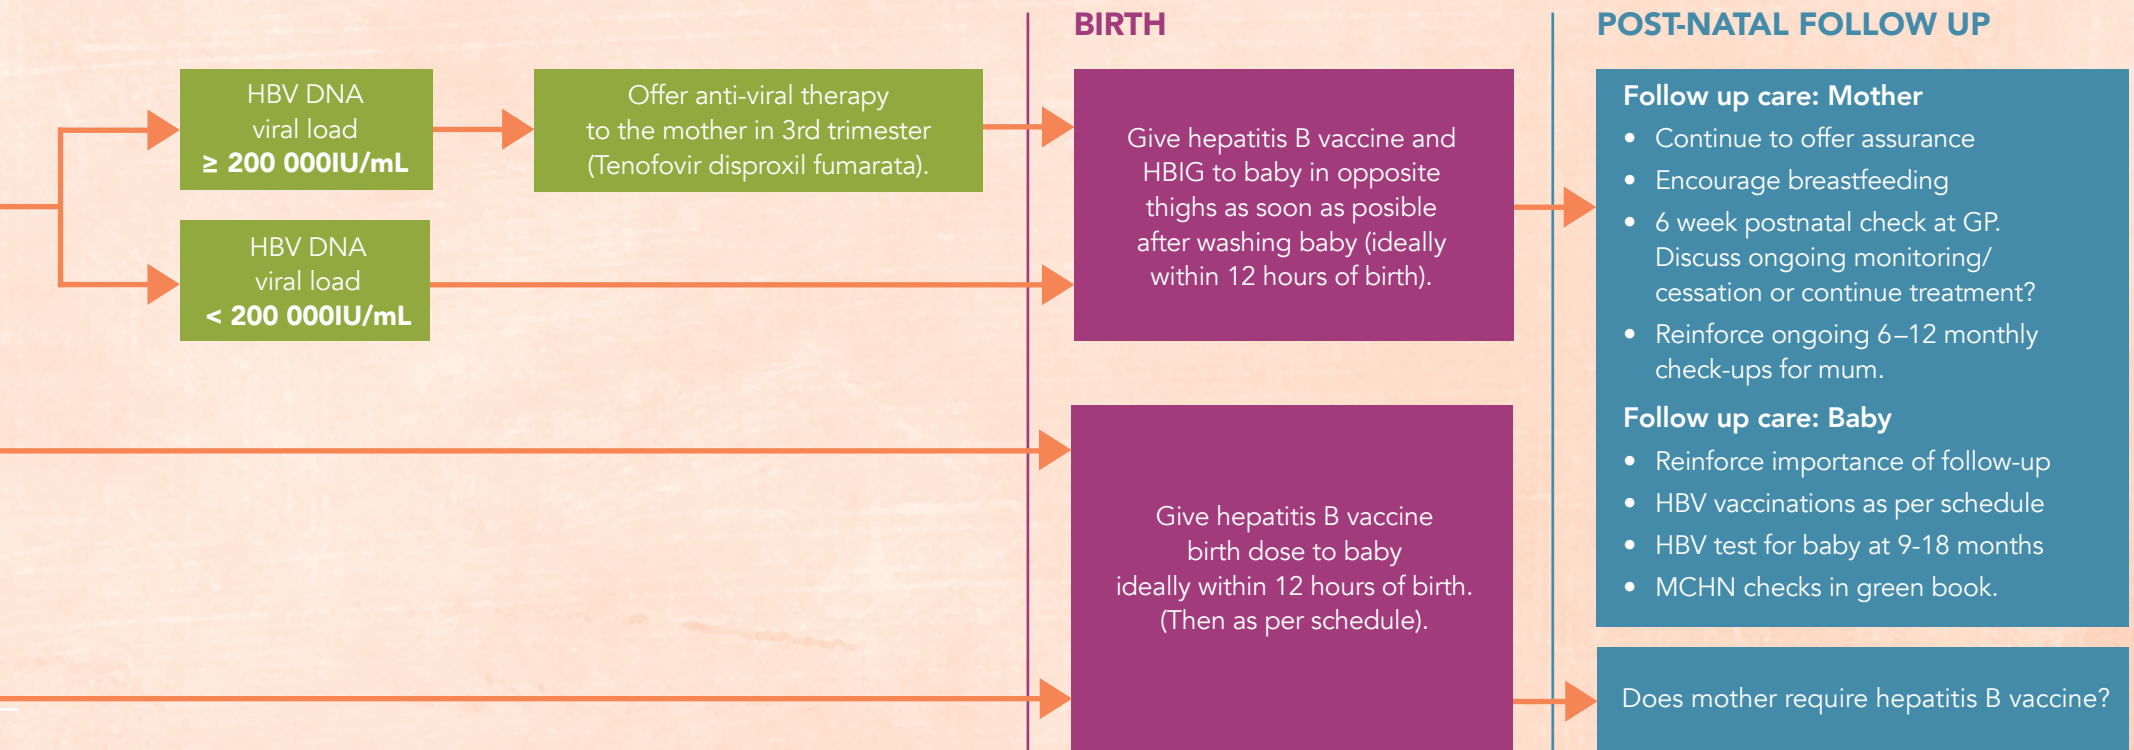 BIRTH
POST-NATAL FOLLOW UP
HBV DNA
viral load
≥ 200 000IU/mL
Offer anti-viral therapy
to the mother in 3rd trimester
(Tenofovir disproxil fumarata).
HBV DNA
viral load
< 200 000IU/mL
Give hepatitis B vaccine and
HBIG to baby in opposite
thighs as soon as posible
after washing baby (ideally
within 12 hours of birth).
Give hepatitis B vaccine
birth dose to baby
ideally within 12 hours of birth.
(Then as per schedule).
Follow up care: Mother
• Continue to offer assurance
• Encourage breastfeeding
• 6 week postnatal check at GP.
Discuss ongoing monitoring/
cessation or continue treatment?
• Reinforce ongoing 6–12 monthly
check-ups for mum.
Follow up care: Baby
• Reinforce importance of follow-up
• HBV vaccinations as per schedule
• HBV test for baby at 9-18 months
• MCHN checks in green book.
Does mother require hepatitis B vaccine?